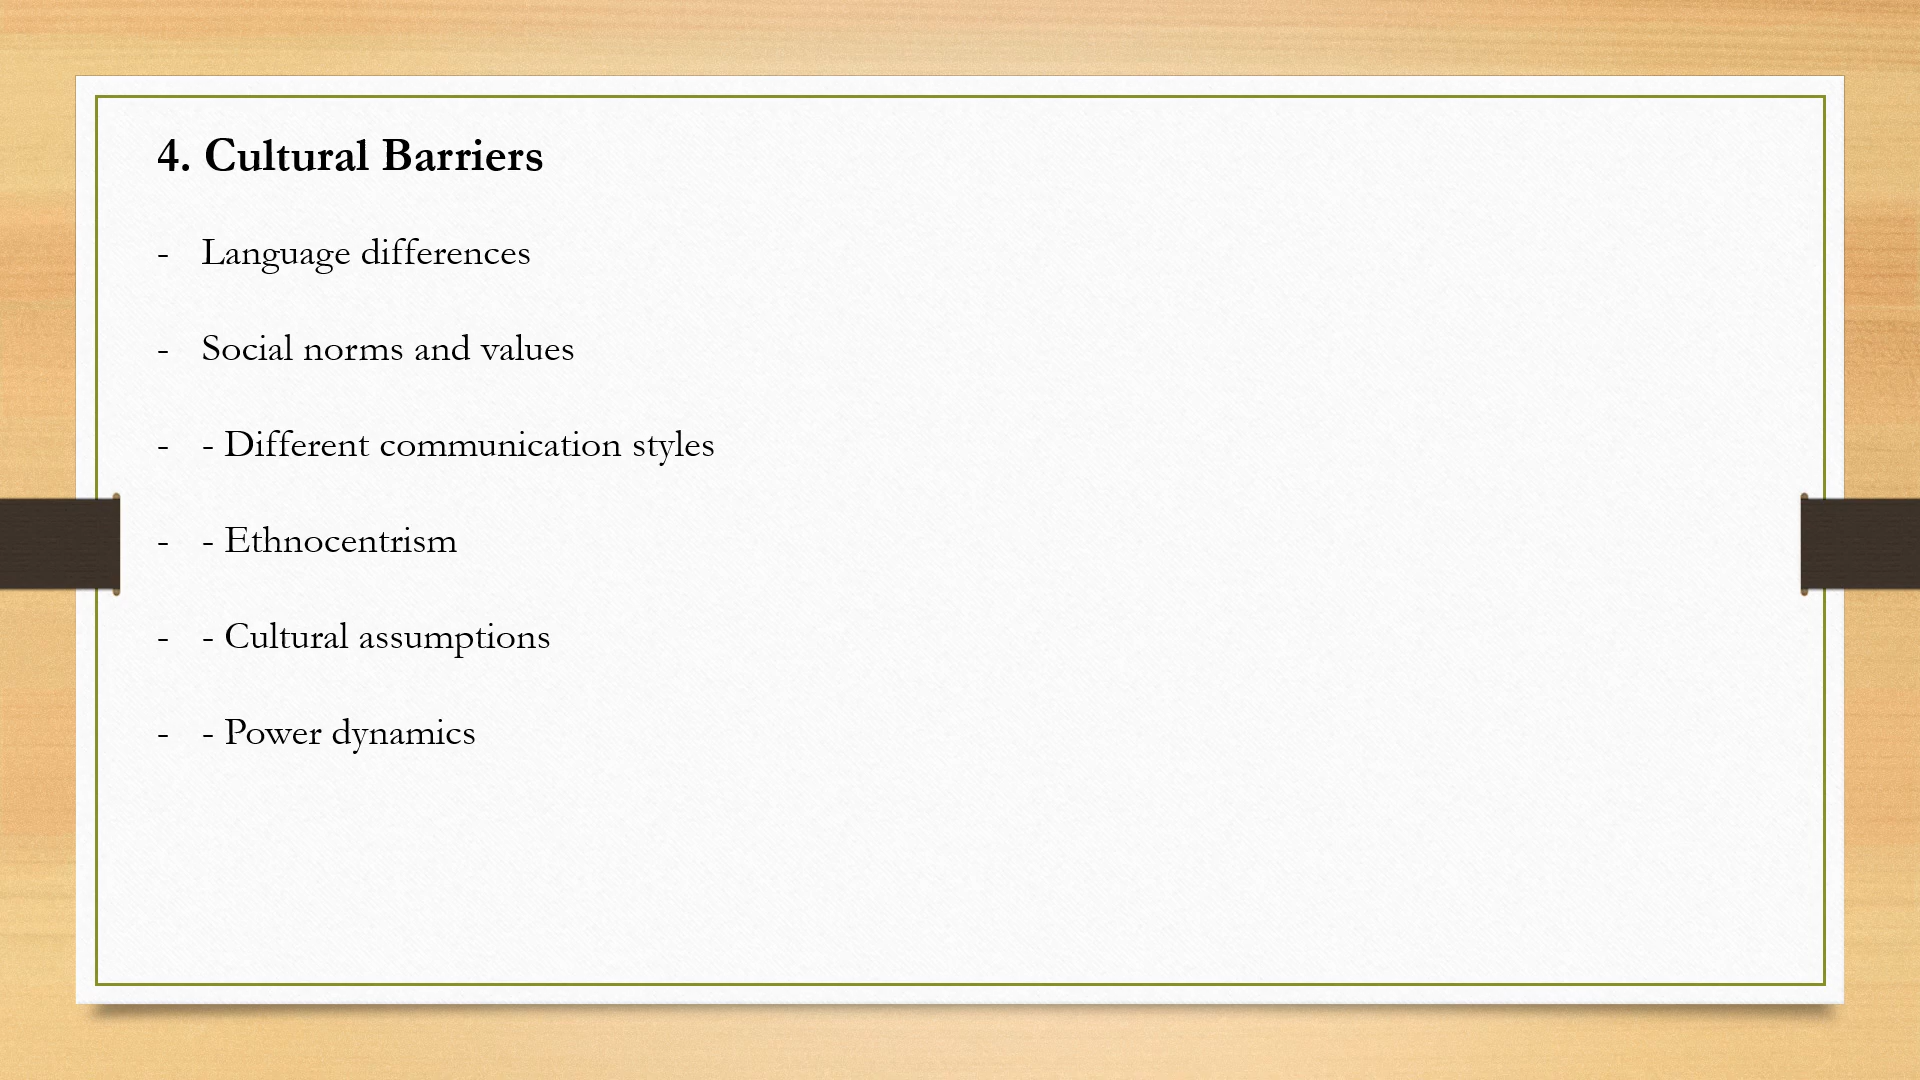 4. Cultural Barriers
- Language differences
- Social norms and values
- - Different communication styles
- - Ethnocentrism
- - Cultural assumptions
- - Power dynamics